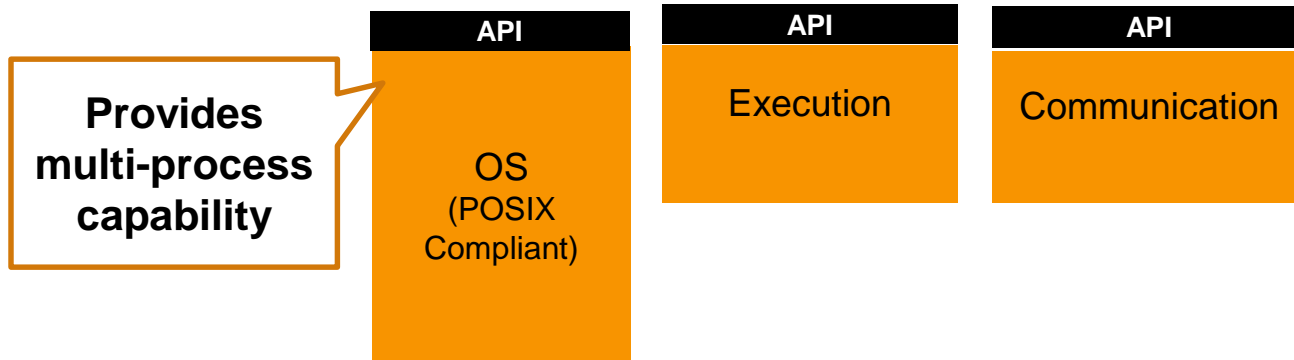 API
API
API
Provides
multi-process
capability
OS
(POSIX
Compliant)
Execution
Communication